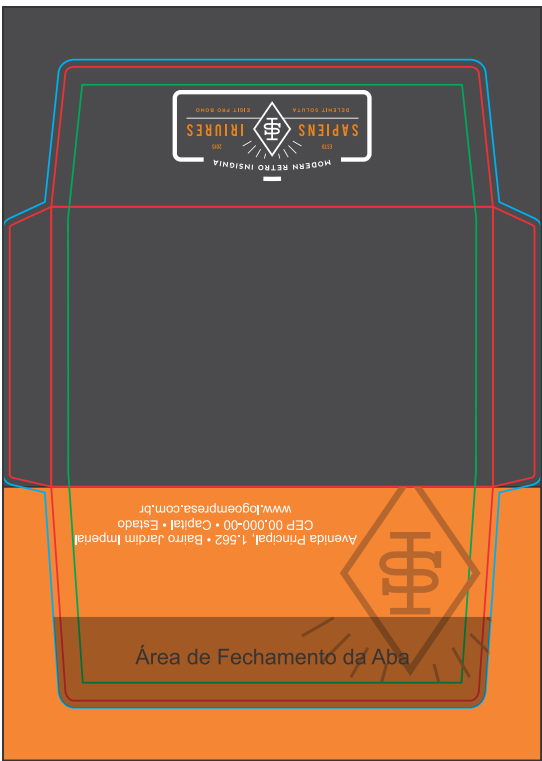 MODERN RETRO INSIGNIA
ESTD 2015
SAPIENS IRIURES
DELENIT SOLUTA EIGIT PRO BONO
Avenida Principal, 1.562 • Bairro Jardim Imperial
CEP 00.000-00 • Capital • Estado
www.logoempresa.com.br
Área de Fechamento da Aba